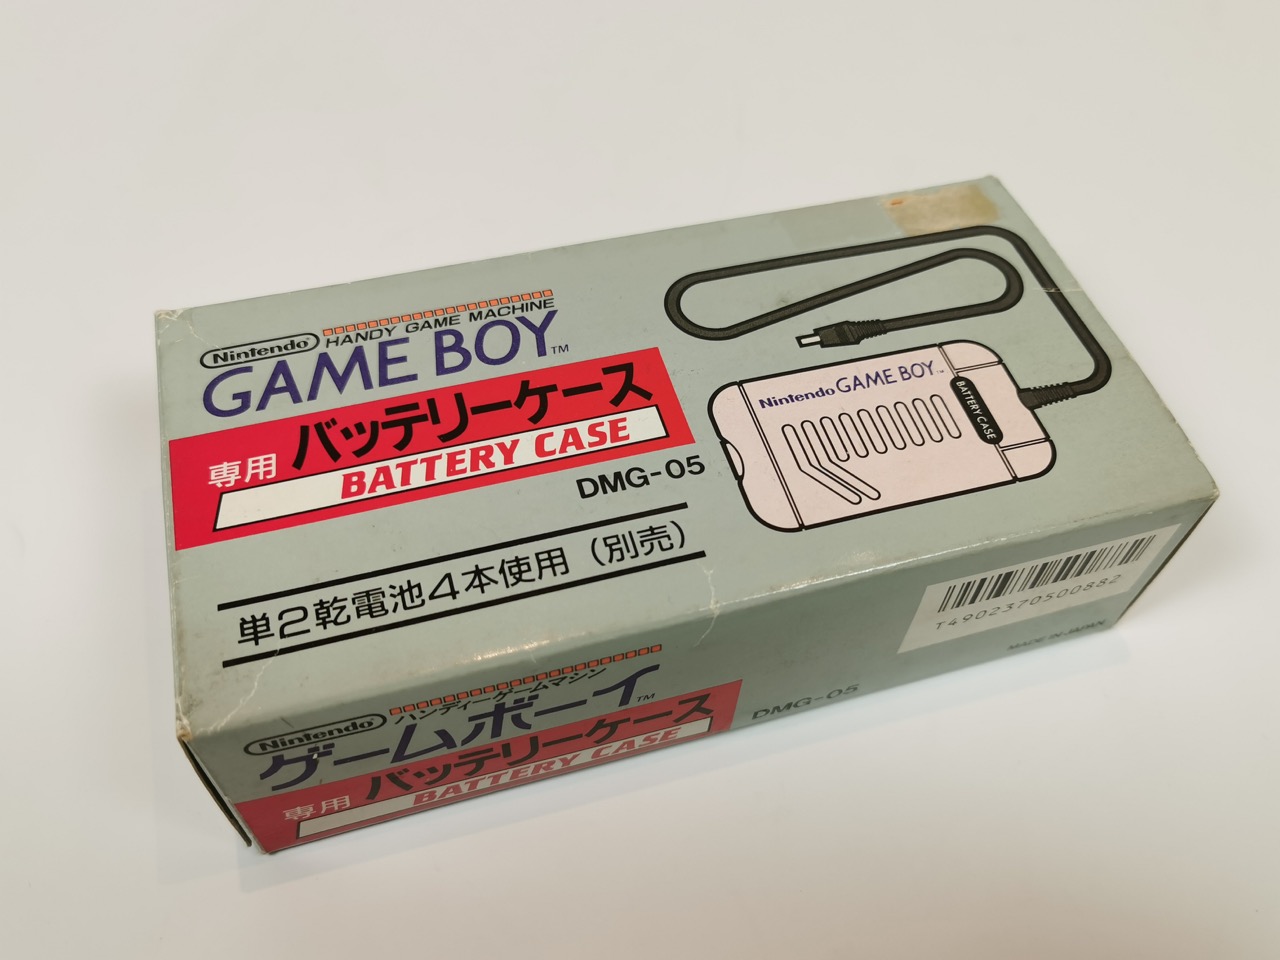 Nintendo
HANDY GAME MACHINE
GAME BOY™
専用 バッテリーケース
BATTERY CASE
DMG-05
単2乾電池4本使用（別売）
Nintendo GAME BOY™
BATTERY CASE
Nintendo
ハンディーゲームマシン
ゲームボーイ™
専用 バッテリーケース
BATTERY CASE
DMG-05
T4902370500882
MADE IN JAPAN